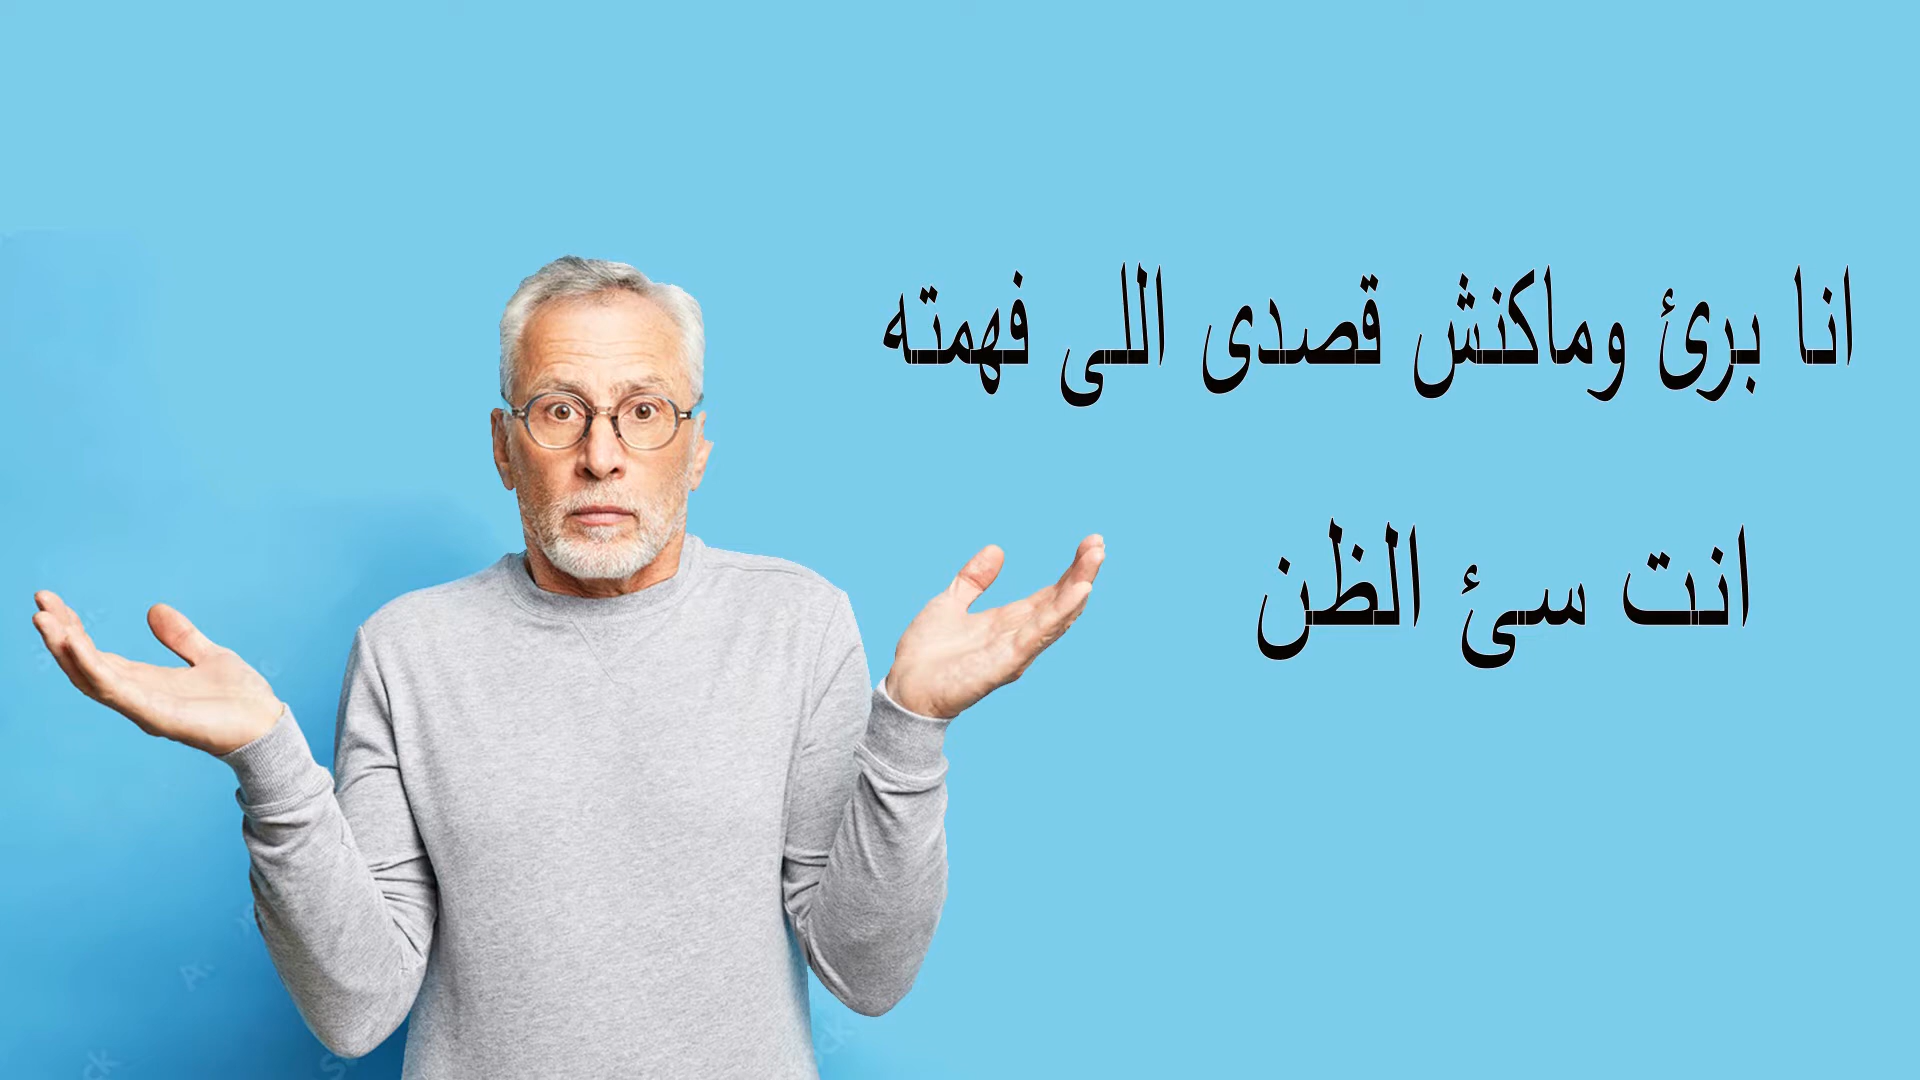 انا برئ وماكنش قصدى اللى فهمته
انت سئ الظن